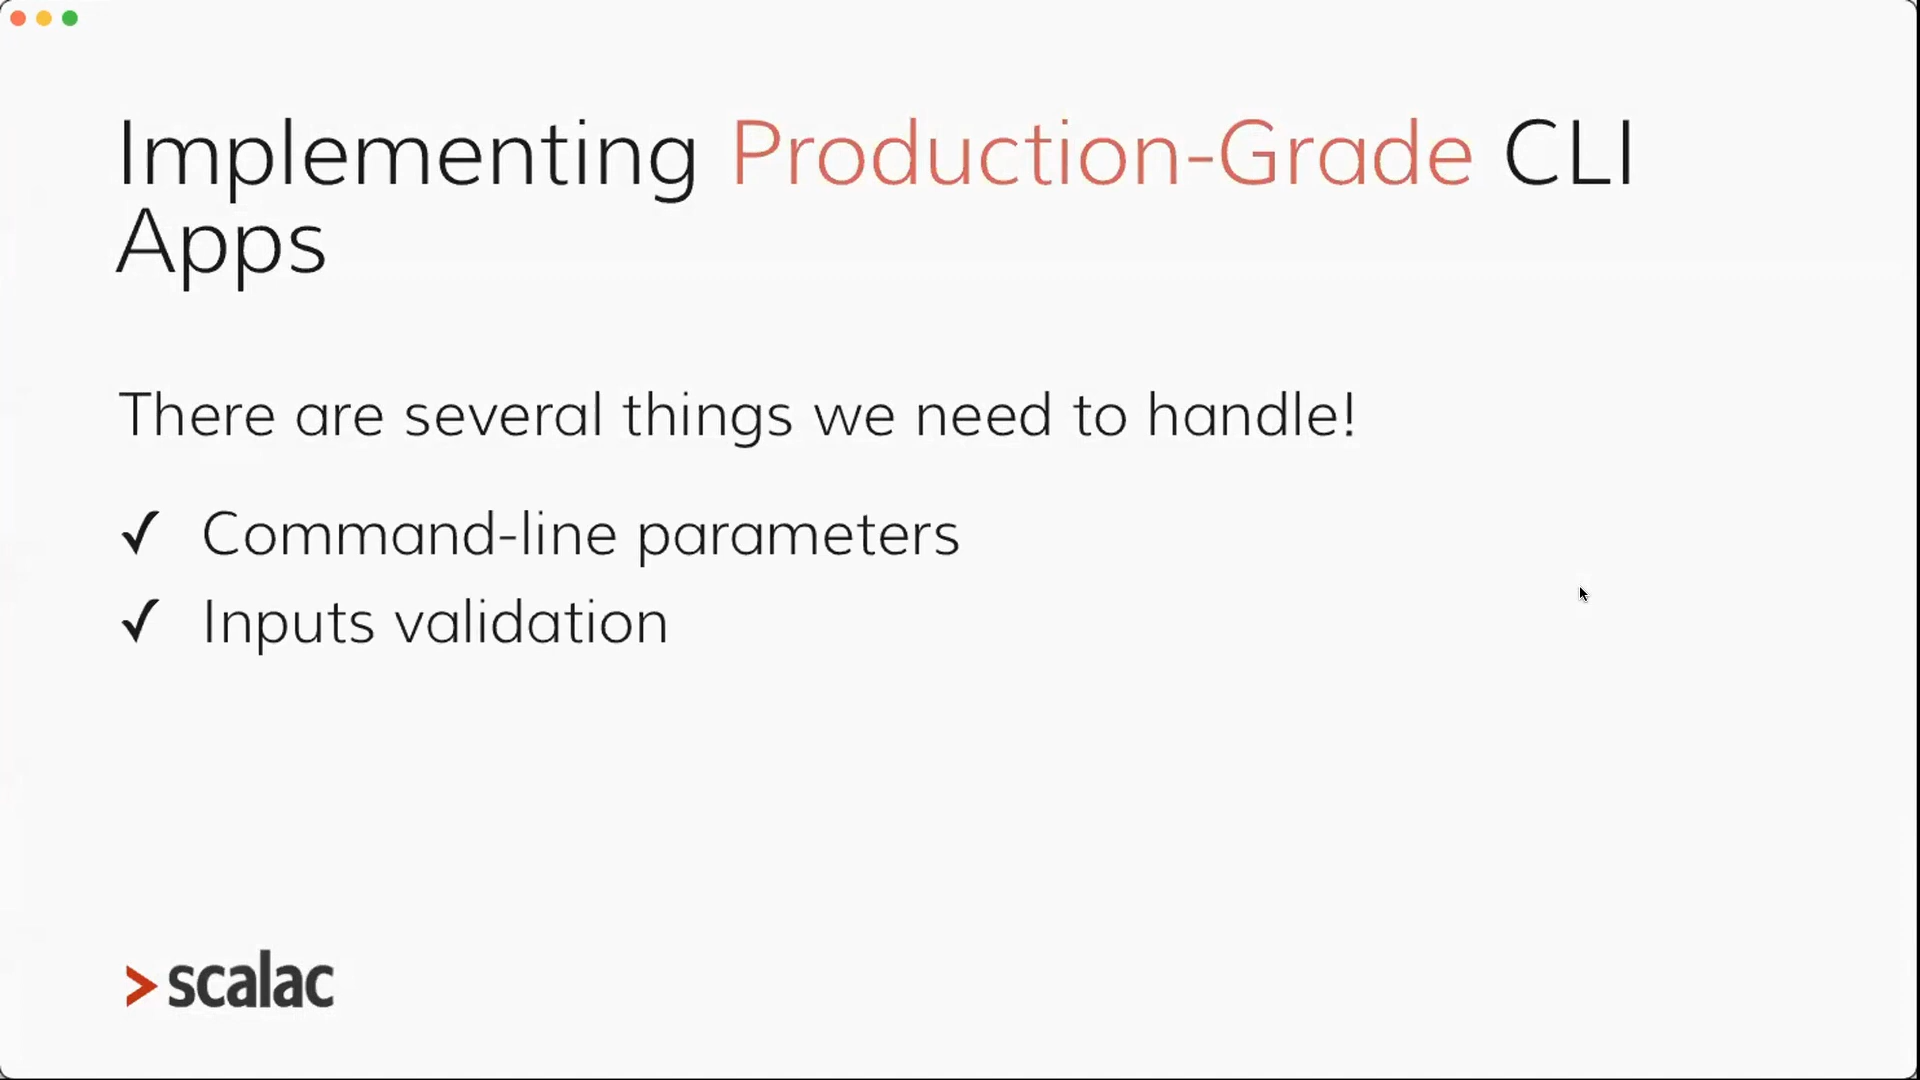 Implementing Production-Grade CLI
Apps
There are several things we need to handle!
✓ Command-line parameters
✓ Inputs validation
> scalac